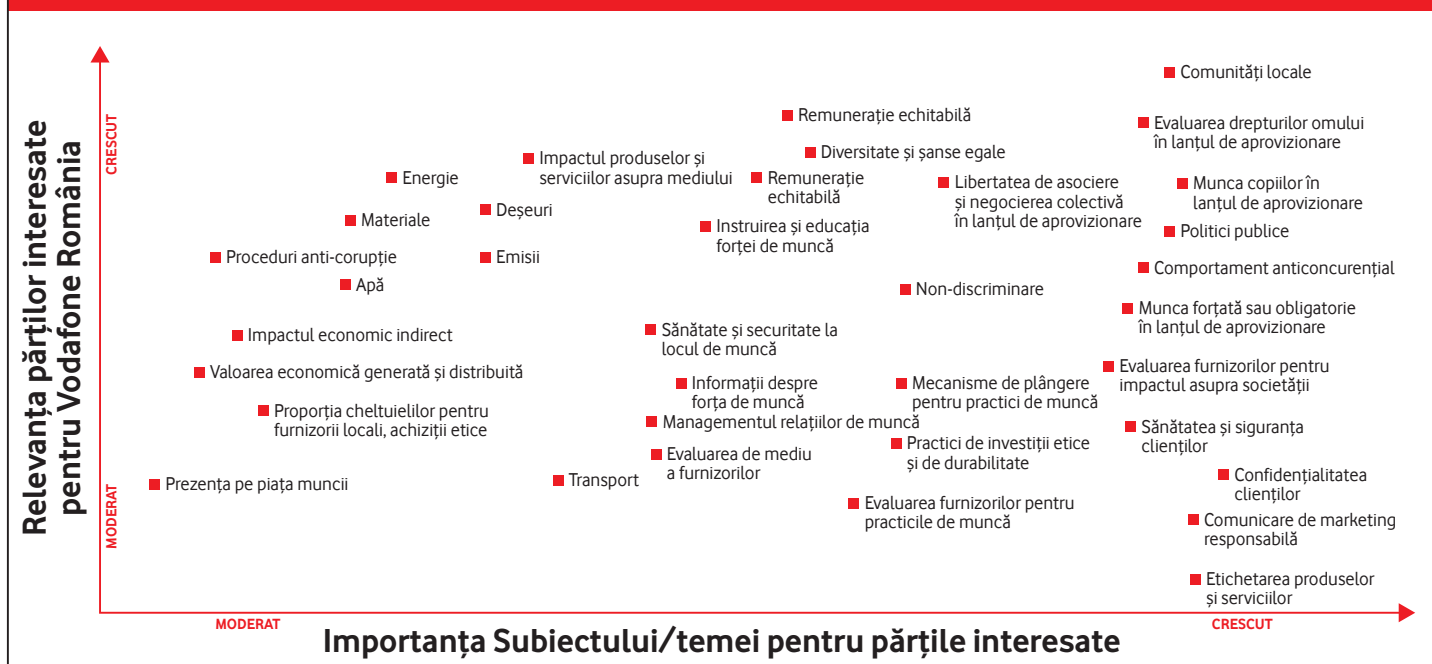 Relevanța părților interesate
pentru Vodafone România
CRESCUT
MODERAT
Comunități locale
Remunerație echitabilă
Evaluarea drepturilor omului
în lanțul de aprovizionare
Diversitate și șanse egale
Impactul produselor și
serviciilor asupra mediului
Energie
Remunerație
echitabilă
Libertatea de asociere
și negocierea colectivă
în lanțul de aprovizionare
Munca copiilor în
lanțul de aprovizionare
Deșeuri
Materiale
Instruirea și educația
forței de muncă
Politici publice
Proceduri anti-corupție
Emisii
Comportament anticoncurențial
Apă
Non-discriminare
Munca forțată sau obligatorie
în lanțul de aprovizionare
Impactul economic indirect
Sănătate și securitate la
locul de muncă
Valoarea economică generată și distribuită
Evaluarea furnizorilor pentru
impactul asupra societății
Informații despre
forța de muncă
Mecanisme de plângere
pentru practici de muncă
Proporția cheltuielilor pentru
furnizorii locali, achiziții etice
Managementul relațiilor de muncă
Sănătatea și siguranța
clienților
Practici de investiții etice
și de durabilitate
Evaluarea de mediu
a furnizorilor
Prezența pe piața muncii
Transport
Confidențialitatea
clienților
Evaluarea furnizorilor pentru
practicile de muncă
Comunicare de marketing
responsabilă
Etichetarea produselor
și serviciilor
MODERAT
CRESCUT
Importanța Subiectului/temei pentru părțile interesate